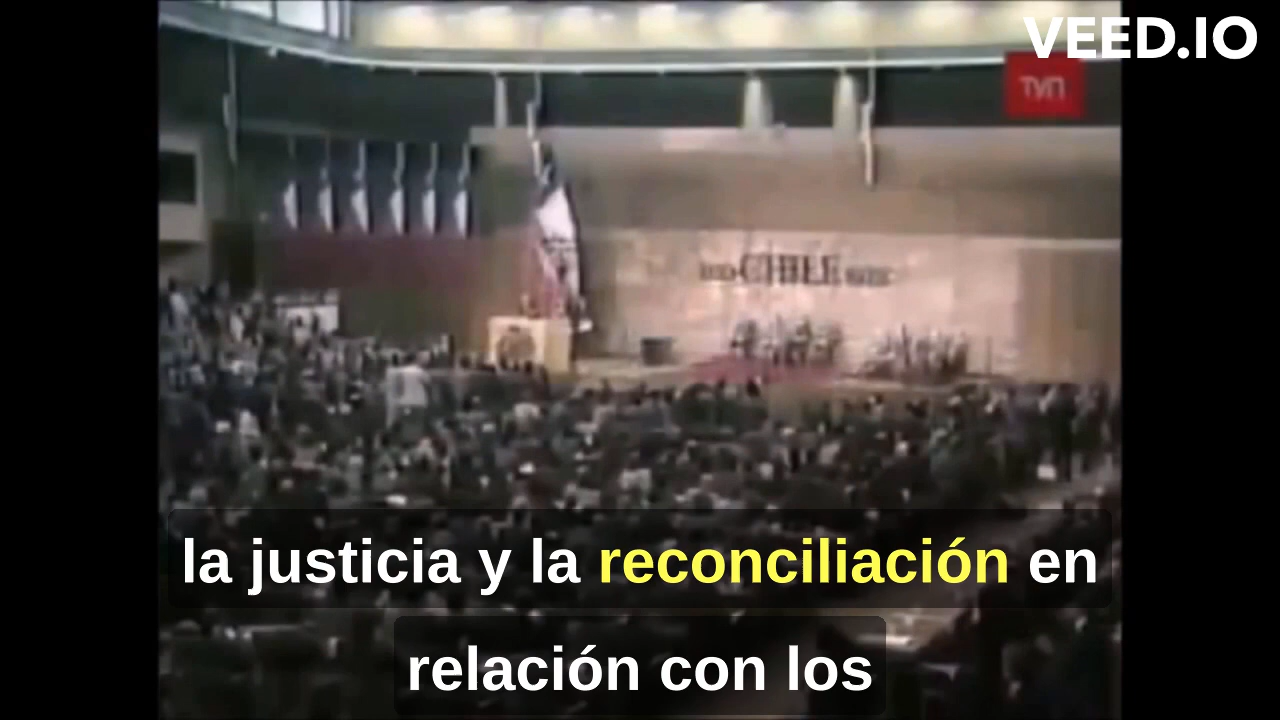 VEED.IO
TVN
CHILE
la justicia y la reconciliación en
relación con los